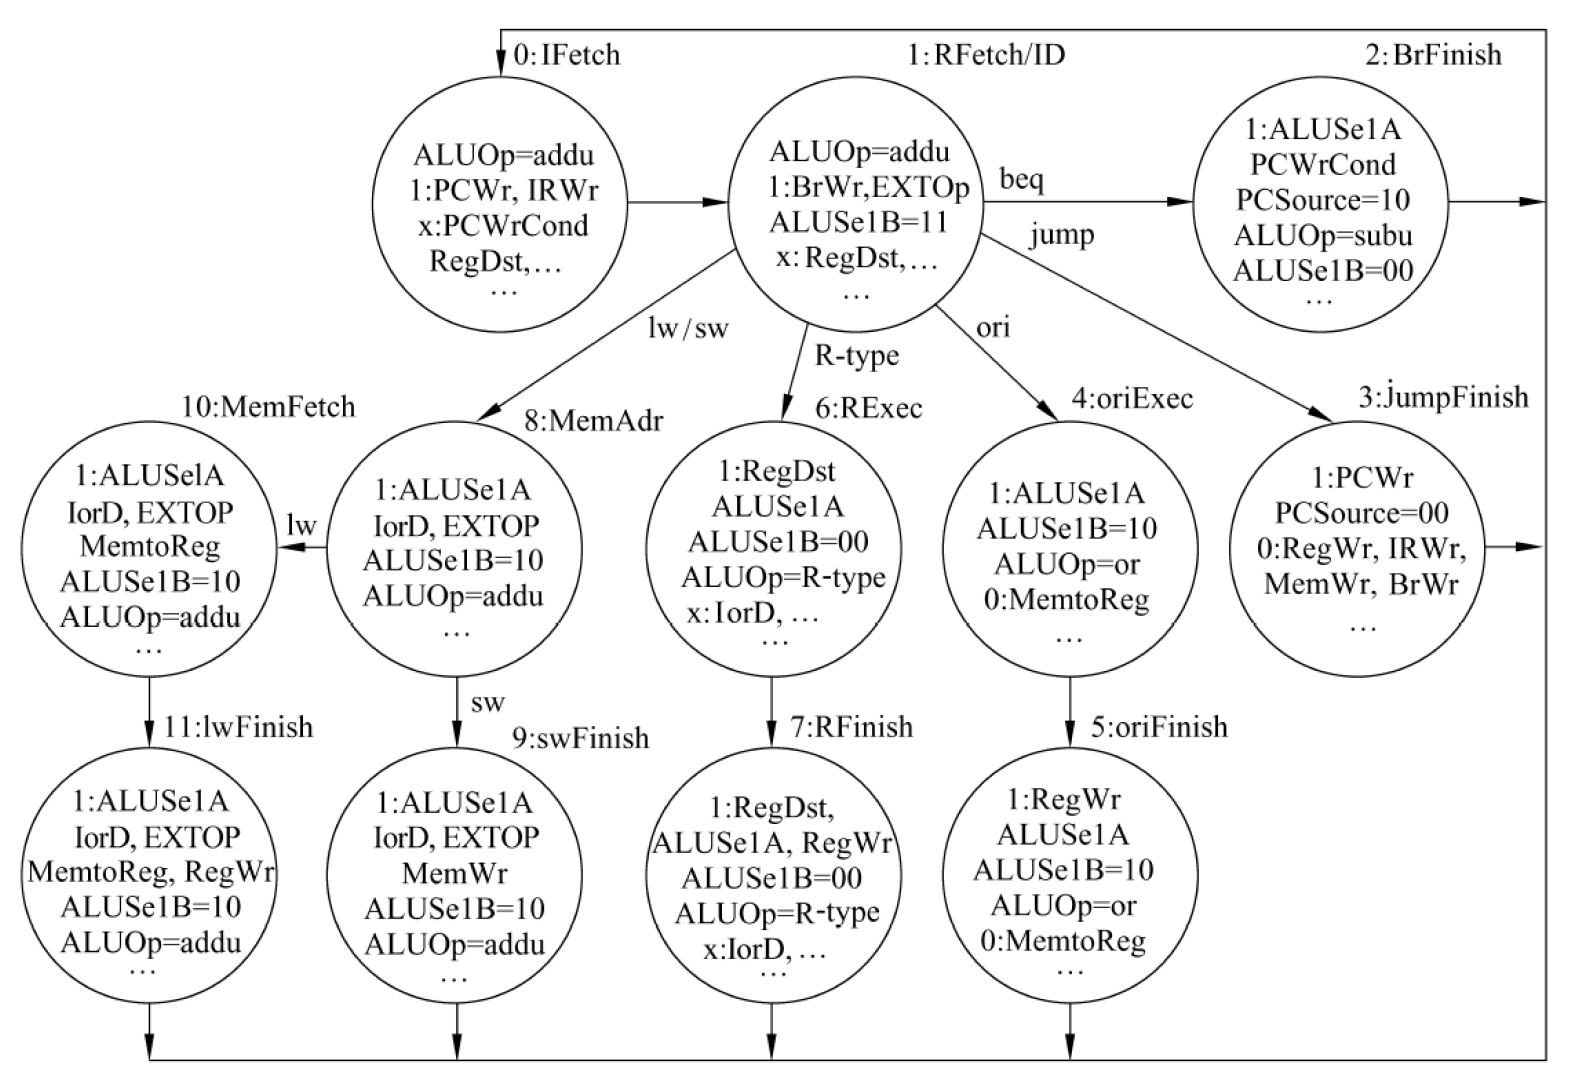 0:IFetch
ALUOp=addu
1:PCWr, IRWr
x:PCWrCond
RegDst,…
…
1:RFetch/ID
ALUOp=addu
1:BrWr,EXTOp
ALUSe1B=11
x: RegDst,…
…
beq
jump
2:BrFinish
1:ALUSe1A
PCWrCond
PCSource=10
ALUOp=subu
ALUSe1B=00
…
lw/sw
R-type
ori
10:MemFetch
1:ALUSelA
IorD, EXTOP
MemtoReg
ALUSe1B=10
ALUOp=addu
…
lw
8:MemAdr
1:ALUSe1A
IorD, EXTOP
ALUSe1B=10
ALUOp=addu
…
sw
6:RExec
1:RegDst
ALUSe1A
ALUSe1B=00
ALUOp=R-type
x:IorD, …
…
4:oriExec
1:ALUSe1A
ALUSe1B=10
ALUOp=or
0:MemtoReg
…
3:jumpFinish
1:PCWr
PCSource=00
0:RegWr, IRWr,
MemWr, BrWr
…
11:lwFinish
1:ALUSe1A
IorD, EXTOP
MemtoReg, RegWr
ALUSe1B=10
ALUOp=addu
…
9:swFinish
1:ALUSe1A
IorD, EXTOP
MemWr
ALUSe1B=10
ALUOp=addu
…
7:RFinish
1:RegDst,
ALUSe1A, RegWr
ALUSe1B=00
ALUOp=R-type
x:IorD, …
…
5:oriFinish
1:RegWr
ALUSe1A
ALUSe1B=10
ALUOp=or
0:MemtoReg
…